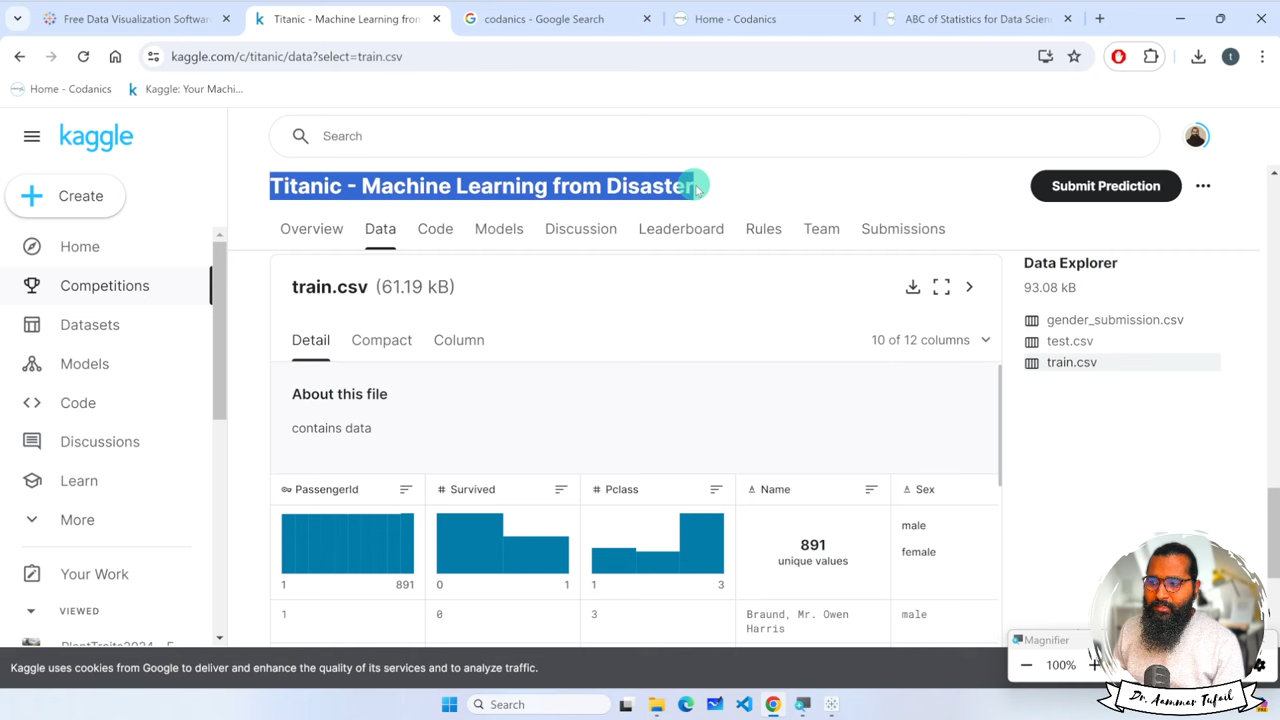 Free Data Visualization Softwar
Titanic - Machine Learning from
codanics - Google Search
Home - Codanics
ABC of Statistics for Data Scien
kaggle.com/c/titanic/data?select=train.csv
t
Home - Codanics
Kaggle: Your Machi...
kaggle
Search
Create
Titanic - Machine Learning from Disaster
Submit Prediction
Overview
Data
Code
Models
Discussion
Leaderboard
Rules
Team
Submissions
Home
Competitions
Datasets
Models
Code
Discussions
Learn
More
Your Work
VIEWED
train.csv (61.19 kB)
Detail
Compact
Column
10 of 12 columns
About this file
contains data
PassengerId
# Survived
# Pclass
A Name
A Sex
1
891
0
1
1
3
891
unique values
male
female
1
0
3
Braund, Mr. Owen
Harris
male
Data Explorer
93.08 kB
gender_submission.csv
test.csv
train.csv
Kaggle uses cookies from Google to deliver and enhance the quality of its services and to analyze traffic.
Magnifier
100%
Search
Dr. Aammar Tufail